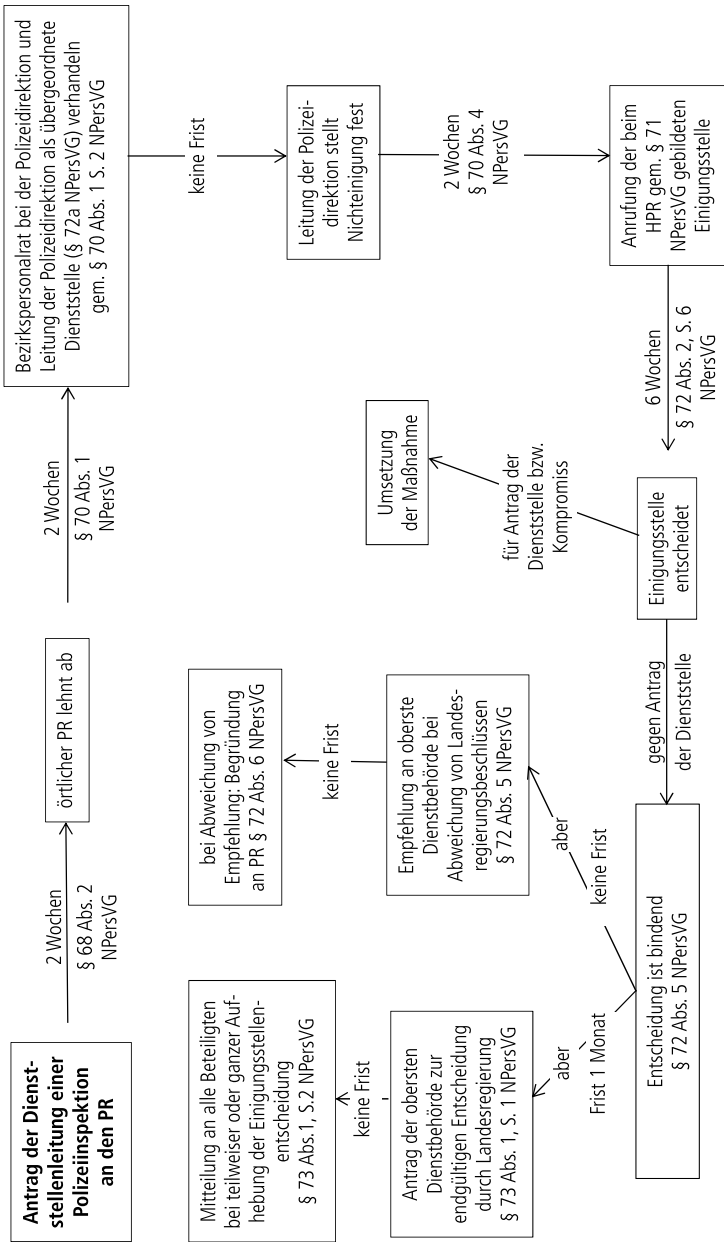 Antrag der Dienst-
stellenleitung einer
Polizeiinspektion
an den PR
2 Wochen
§ 68 Abs. 2
NPersVG
örtlicher PR lehnt ab
2 Wochen
§ 70 Abs. 1
NPersVG
Bezirkspersonalrat bei der Polizeidirektion und
Leitung der Polizeidirektion als übergeordnete
Dienststelle (§ 72a NPersVG) verhandeln
gem. § 70 Abs. 1 S. 2 NPersVG
keine Frist
Leitung der Polizei-
direktion stellt
Nichteinigung fest
2 Wochen
§ 70 Abs. 4
NPersVG
Anrufung der beim
HPR gem. § 71
NPersVG gebildeten
Einigungsstelle
6 Wochen
§ 72 Abs. 2, S. 6
NPersVG
Einigungsstelle
entscheidet
für Antrag der
Dienststelle bzw.
Kompromiss
Umsetzung
der Maßnahme
gegen Antrag
der Dienststelle
Entscheidung ist bindend
§ 72 Abs. 5 NPersVG
aber
keine Frist
Empfehlung an oberste
Dienstbehörde bei
Abweichung von Landes-
regierungsbeschlüssen
§ 72 Abs. 5 NPersVG
keine Frist
bei Abweichung von
Empfehlung: Begründung
an PR § 72 Abs. 6 NPersVG
aber
Frist 1 Monat
Antrag der obersten
Dienstbehörde zur
endgültigen Entscheidung
durch Landesregierung
§ 73 Abs. 1, S. 1 NPersVG
keine Frist
Mitteilung an alle Beteiligten
bei teilweiser oder ganzer Auf-
hebung der Einigungsstellen-
entscheidung
§ 73 Abs.1, S.2 NPersVG